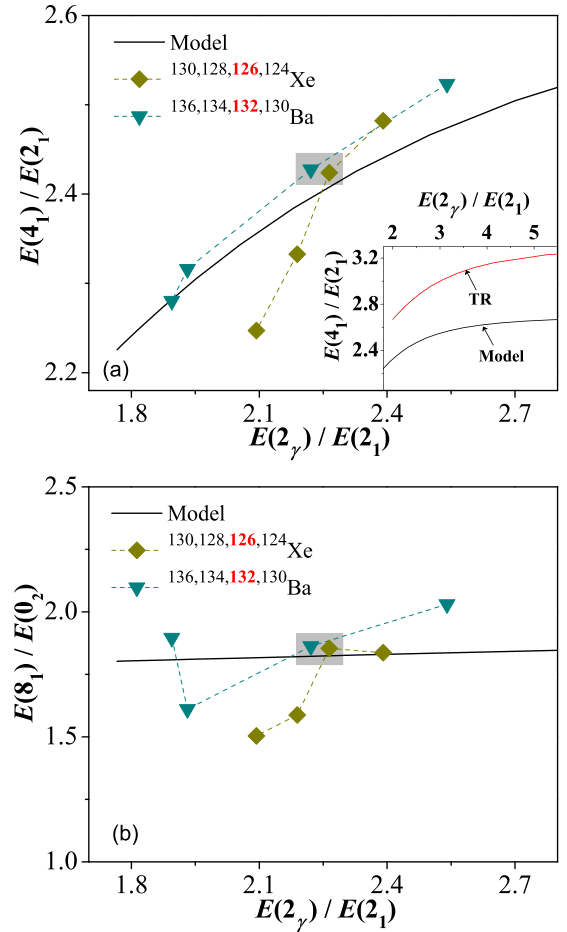 2.6
2.4
2.2
E(4₁) / E(2₁)
Model
¹³⁰,¹²⁸,¹²⁶,¹²⁴Xe
¹³⁶,¹³⁴,¹³²,¹³⁰Ba
E(2ᵧ) / E(2₁)
2 3 4 5
3.2
2.8
2.4
E(4₁) / E(2₁)
TR
Model
(a)
1.8 2.1 2.4 2.7
E(2ᵧ) / E(2₁)
2.5
2.0
1.5
1.0
E(8₁) / E(0₂)
Model
¹³⁰,¹²⁸,¹²⁶,¹²⁴Xe
¹³⁶,¹³⁴,¹³²,¹³⁰Ba
(b)
1.8 2.1 2.4 2.7
E(2ᵧ) / E(2₁)